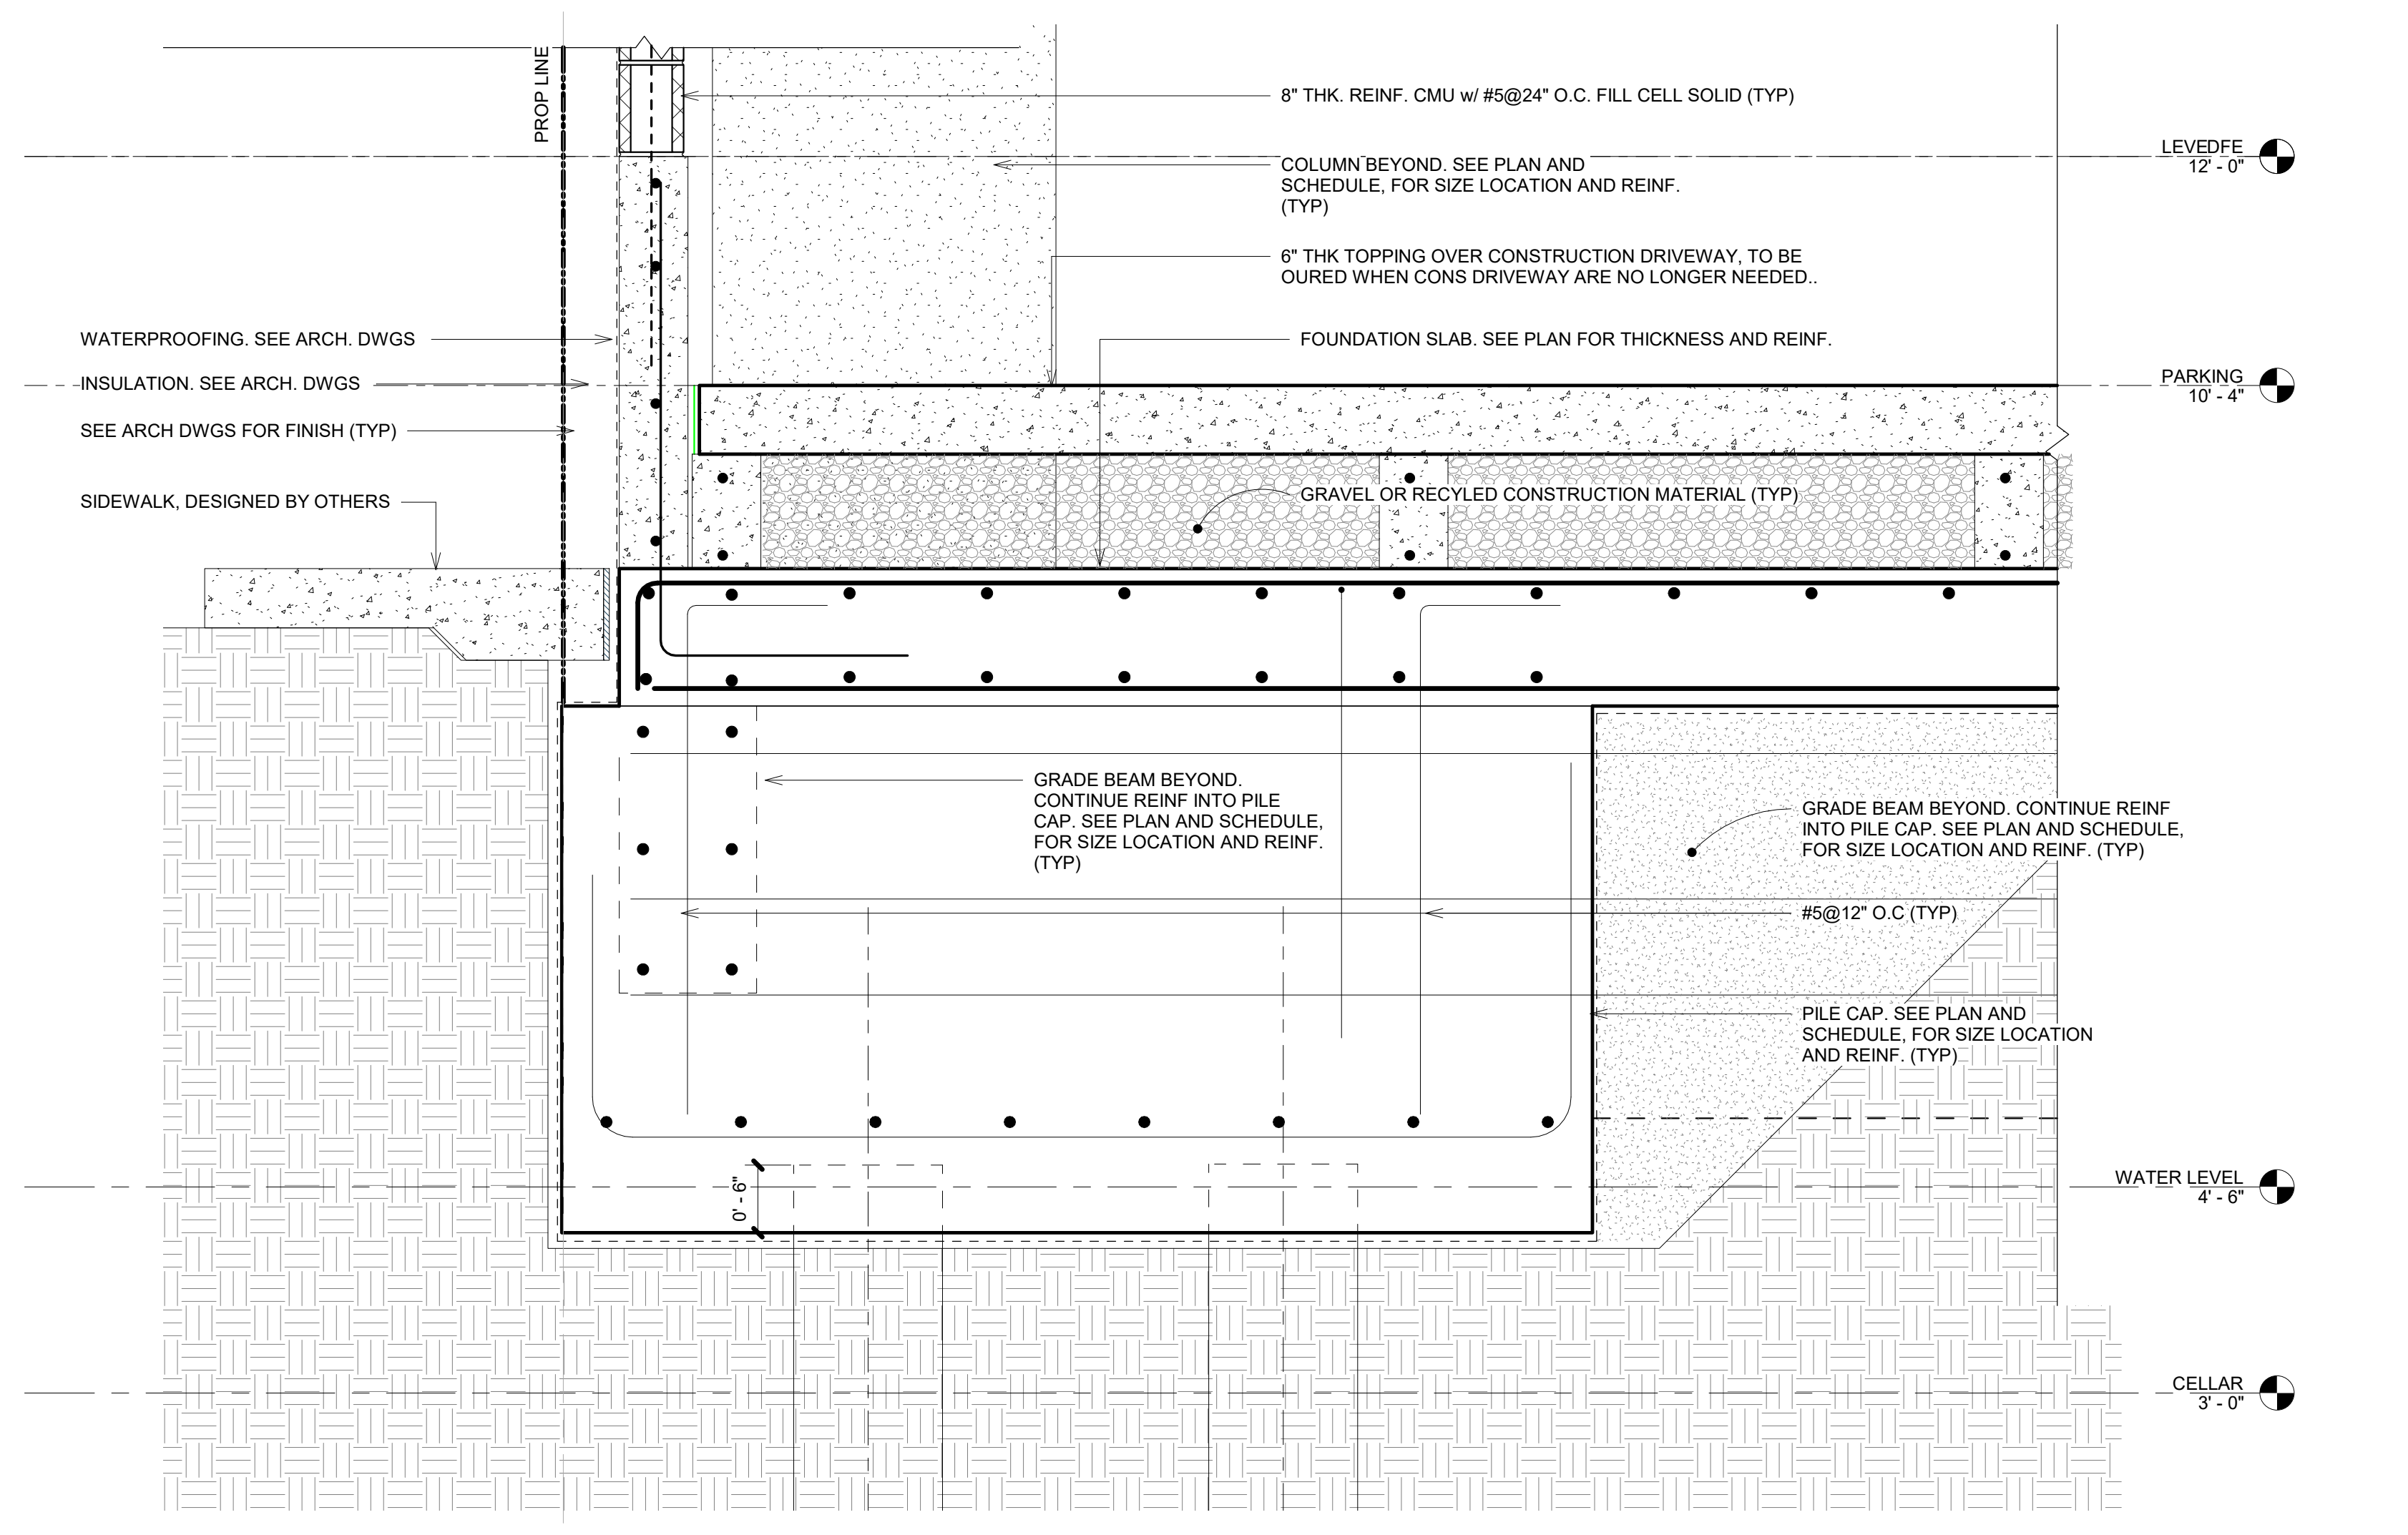 PROP LINE
8" THK. REINF. CMU w/ #5@24" O.C. FILL CELL SOLID (TYP)
LEVEDFE
12' - 0"
COLUMN BEYOND. SEE PLAN AND
SCHEDULE, FOR SIZE LOCATION AND REINF.
(TYP)
6" THK TOPPING OVER CONSTRUCTION DRIVEWAY, TO BE
OURED WHEN CONS DRIVEWAY ARE NO LONGER NEEDED..
WATERPROOFING. SEE ARCH. DWGS
FOUNDATION SLAB. SEE PLAN FOR THICKNESS AND REINF.
INSULATION. SEE ARCH. DWGS
PARKING
10' - 4"
SEE ARCH DWGS FOR FINISH (TYP)
GRAVEL OR RECYLED CONSTRUCTION MATERIAL (TYP)
SIDEWALK, DESIGNED BY OTHERS
GRADE BEAM BEYOND.
CONTINUE REINF INTO PILE
CAP. SEE PLAN AND SCHEDULE,
FOR SIZE LOCATION AND REINF.
(TYP)
GRADE BEAM BEYOND. CONTINUE REINF
INTO PILE CAP. SEE PLAN AND SCHEDULE,
FOR SIZE LOCATION AND REINF. (TYP)
#5@12" O.C (TYP)
PILE CAP. SEE PLAN AND
SCHEDULE, FOR SIZE LOCATION
AND REINF. (TYP)
0' - 6"
WATER LEVEL
4' - 6"
CELLAR
3' - 0"